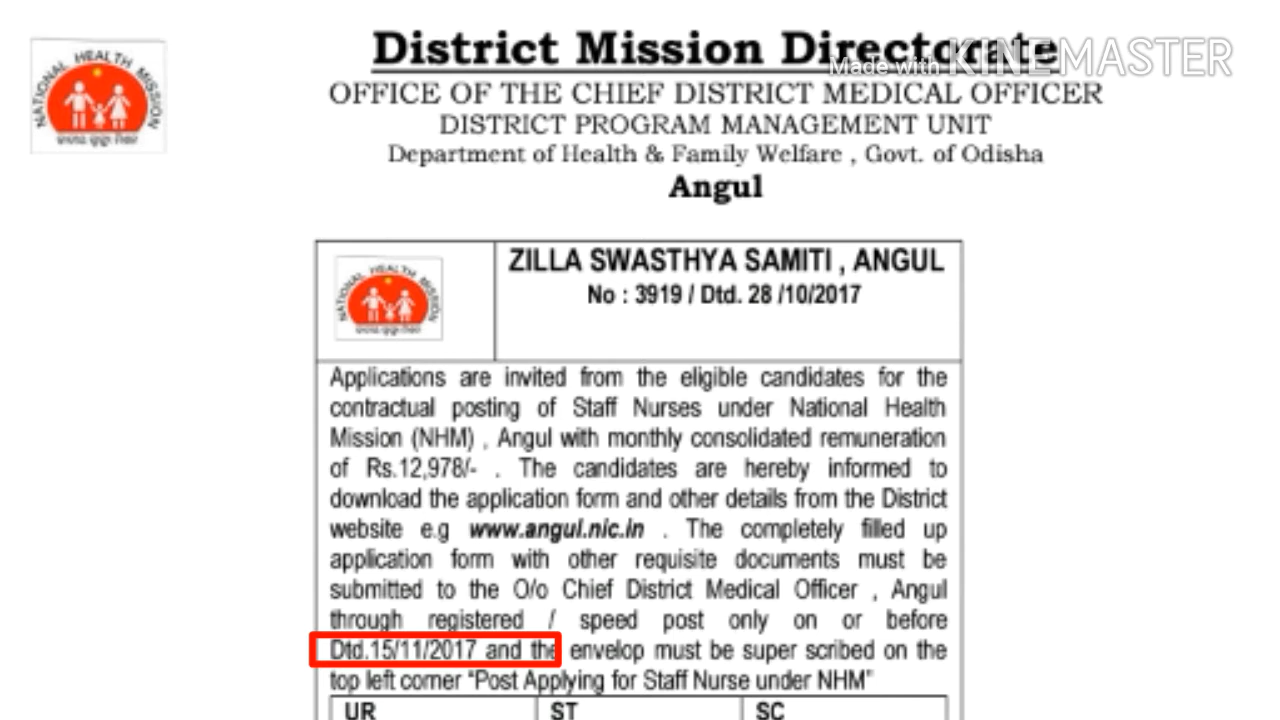 District Mission Directorate
Made with KINEMASTER
OFFICE OF THE CHIEF DISTRICT MEDICAL OFFICER
DISTRICT PROGRAM MANAGEMENT UNIT
Department of Health & Family Welfare , Govt. of Odisha
Angul
NATIONAL HEALTH MISSION
ZILLA SWASTHYA SAMITI , ANGUL
No : 3919 / Dtd. 28 /10/2017
NATIONAL HEALTH MISSION
Applications are invited from the eligible candidates for the
contractual posting of Staff Nurses under National Health
Mission (NHM) , Angul with monthly consolidated remuneration
of Rs.12,978/- . The candidates are hereby informed to
download the application form and other details from the District
website e.g www.angul.nic.in . The completely filled up
application form with other requisite documents must be
submitted to the O/o Chief District Medical Officer , Angul
through registered / speed post only on or before
Dtd.15/11/2017 and the envelop must be super scribed on the
top left corner “Post Applying for Staff Nurse under NHM”
UR ST SC